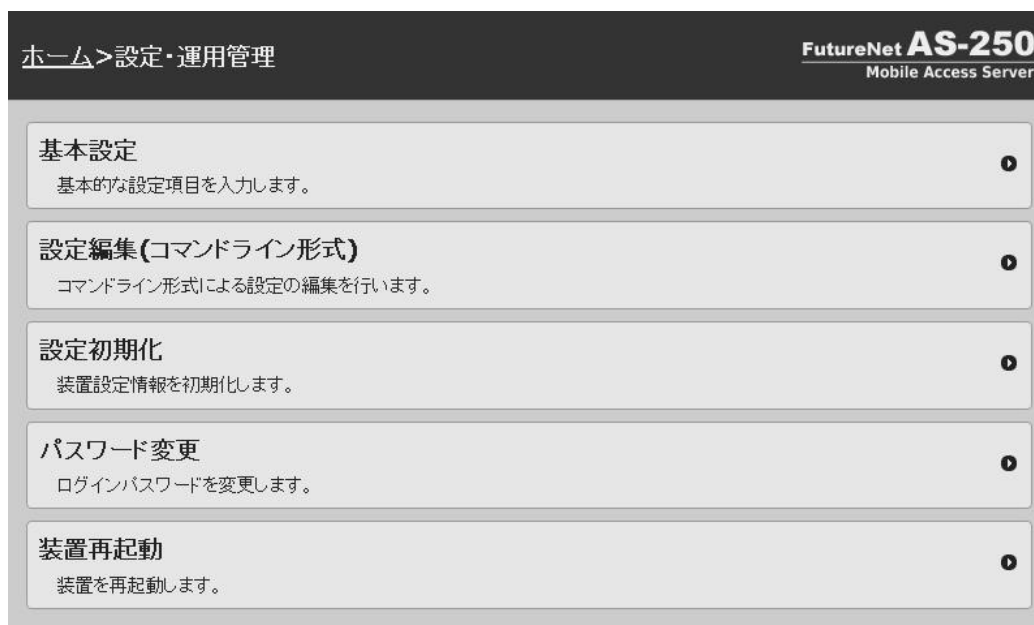 ホーム>設定・運用管理
FutureNet AS-250
Mobile Access Server
基本設定
基本的な設定項目を入力します。
設定編集(コマンドライン形式)
コマンドライン形式による設定の編集を行います。
設定初期化
装置設定情報を初期化します。
パスワード変更
ログインパスワードを変更します。
装置再起動
装置を再起動します。